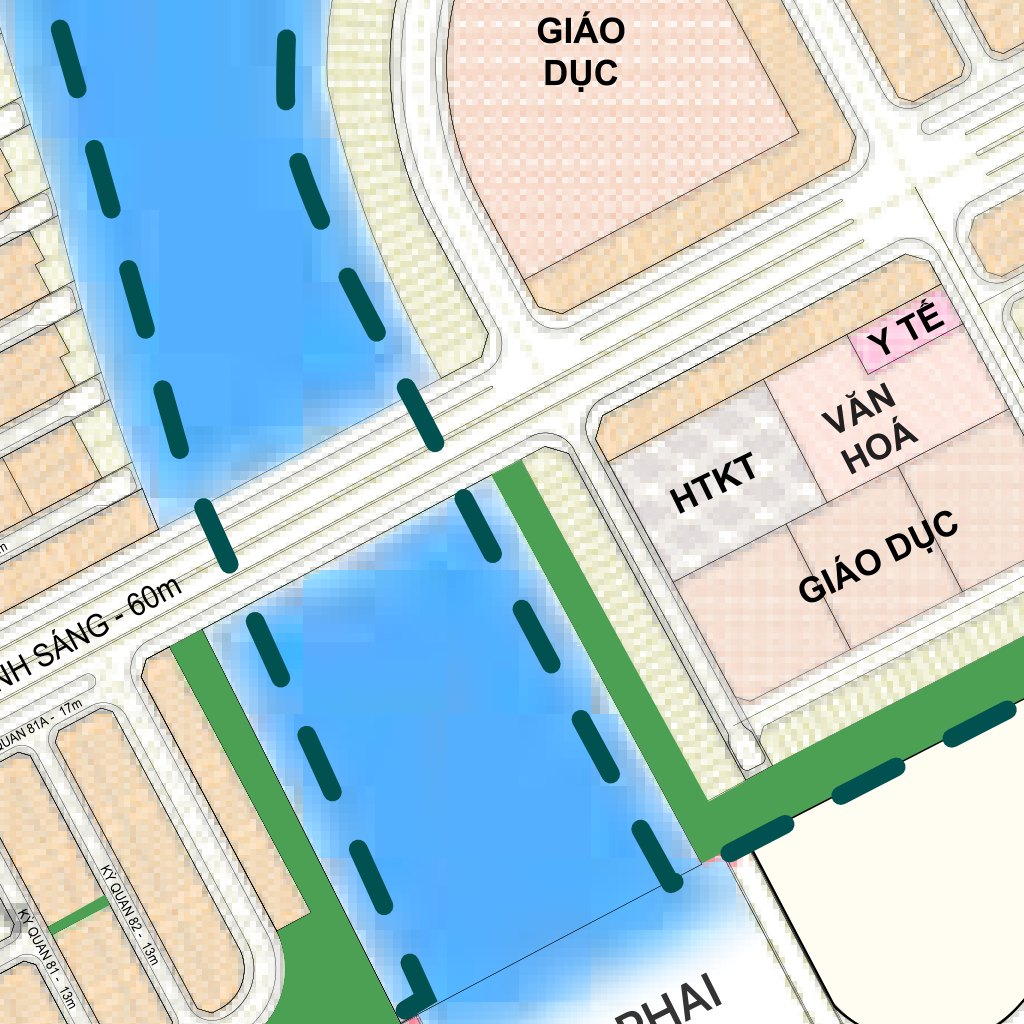 GIÁO
DỤC
Y TẾ
VĂN
HOÁ
HTKT
GIÁO DỤC
NH SÁNG - 60m
QUAN 81A - 17m
KỲ QUAN 82 - 13m
KỲ QUAN 81 - 13m
PHAI